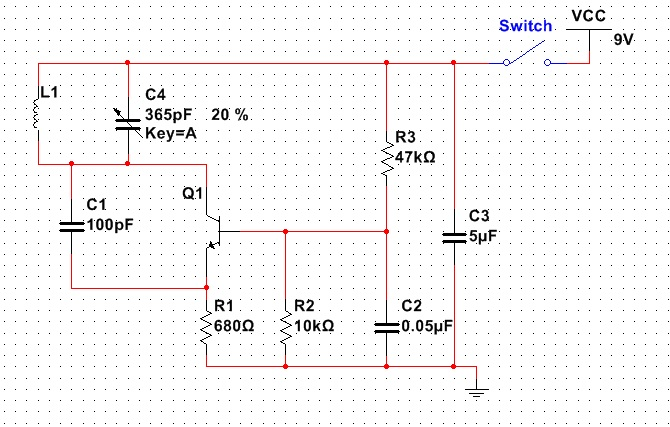 VCC
Switch
9V
L1
C4
365pF 20 %
Key=A
R3
47kΩ
Q1
C1
100pF
C3
5µF
R1
680Ω
R2
10kΩ
C2
0.05µF